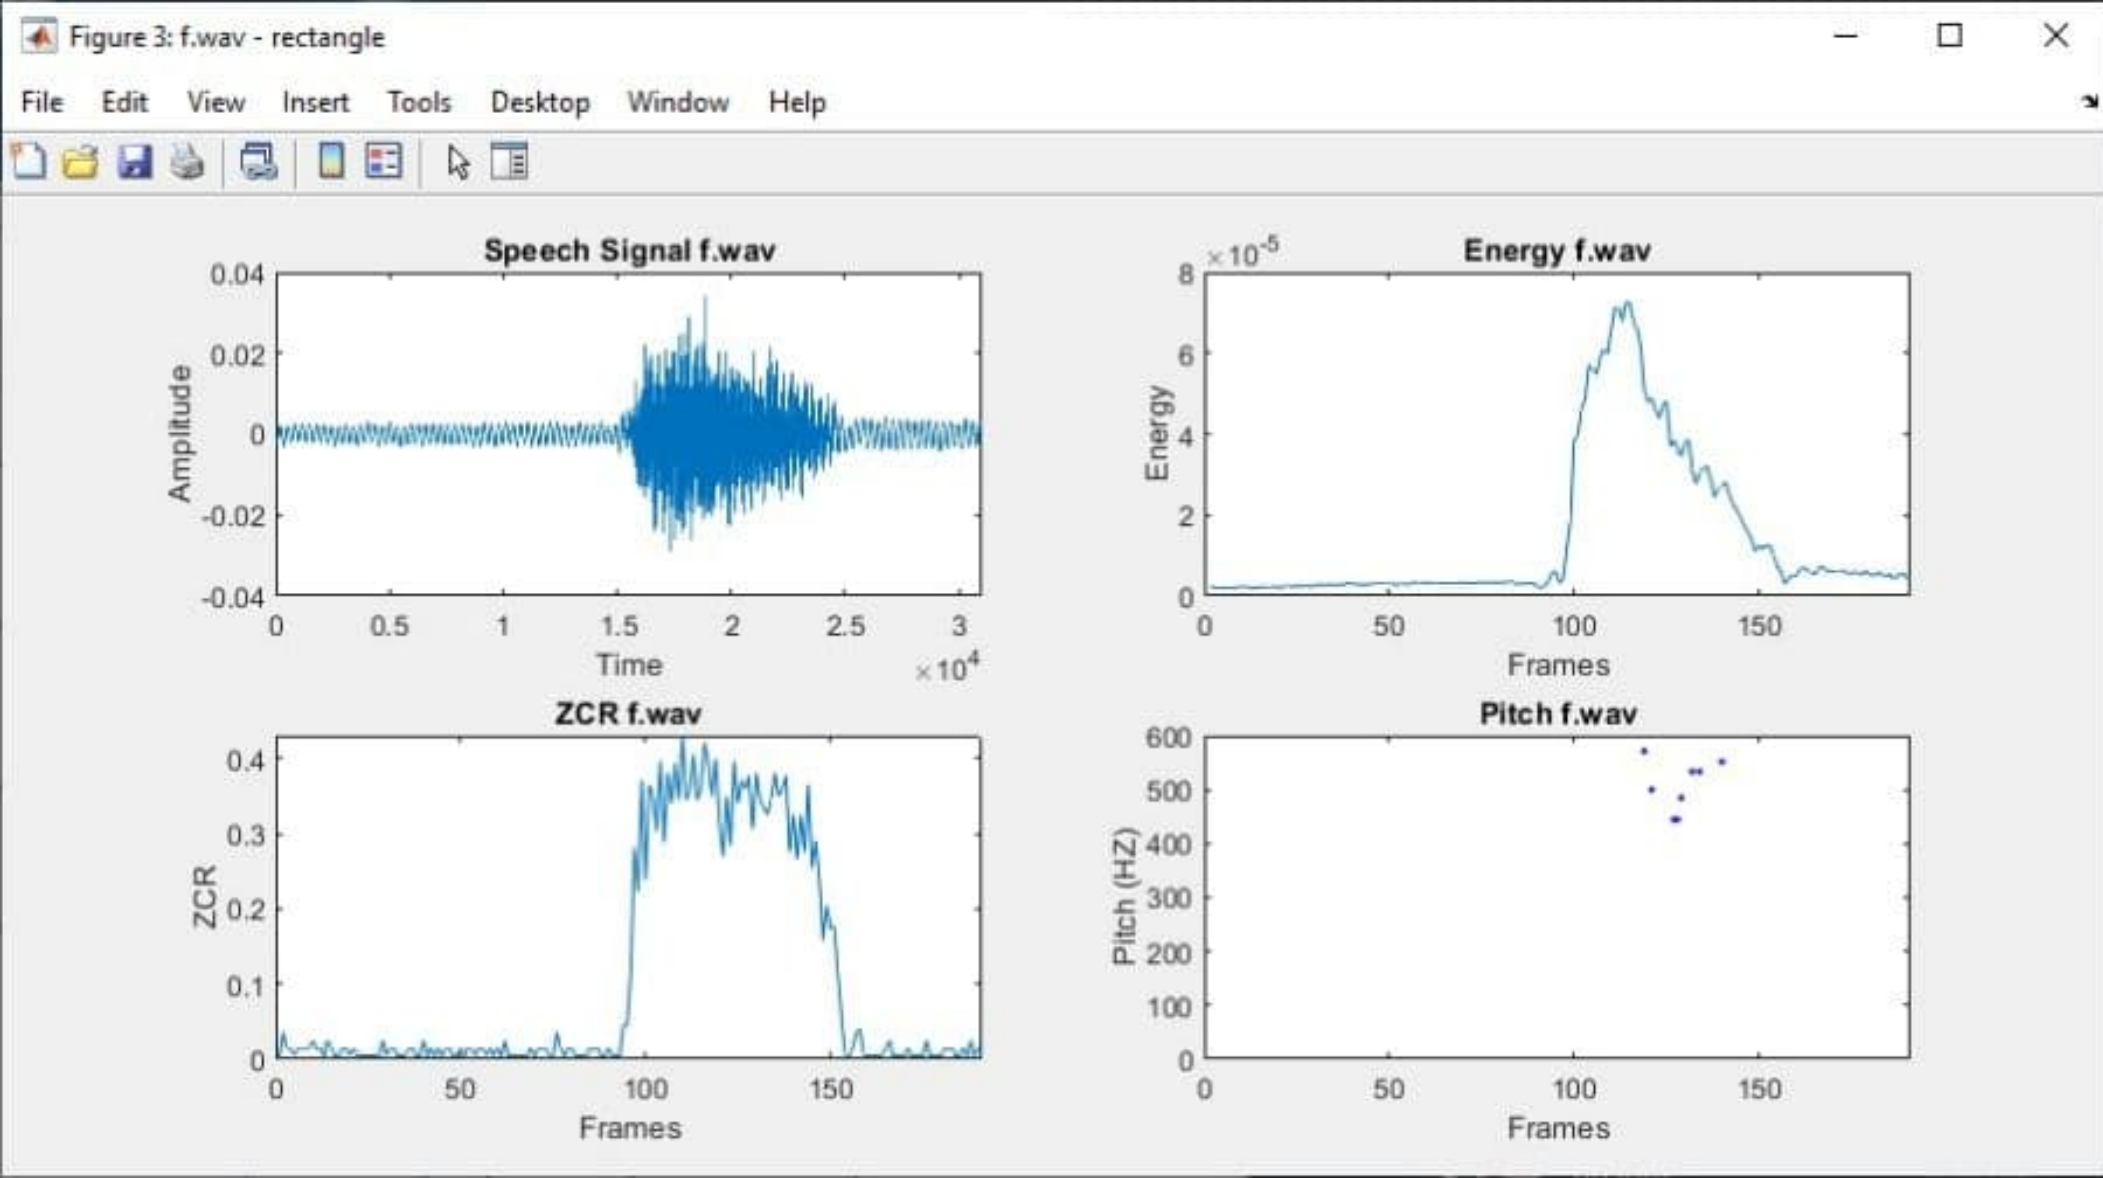 Figure 3: f.wav - rectangle
File Edit View Insert Tools Desktop Window Help
Speech Signal f.wav
0.04
0.02
0
-0.02
-0.04
Amplitude
0 0.5 1 1.5 2 2.5 3
Time
×10^4
Energy f.wav
×10^-5
8
6
4
2
0
Energy
0 50 100 150
Frames
ZCR f.wav
0.4
0.3
0.2
0.1
0
ZCR
0 50 100 150
Frames
Pitch f.wav
600
500
400
300
200
100
0
Pitch (HZ)
0 50 100 150
Frames